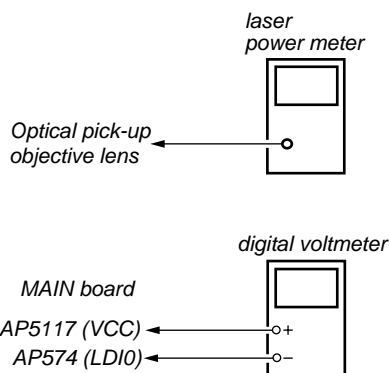 laser
power meter
Optical pick-up
objective lens
digital voltmeter
MAIN board
AP5117 (VCC)
+
AP574 (LDI0)
–